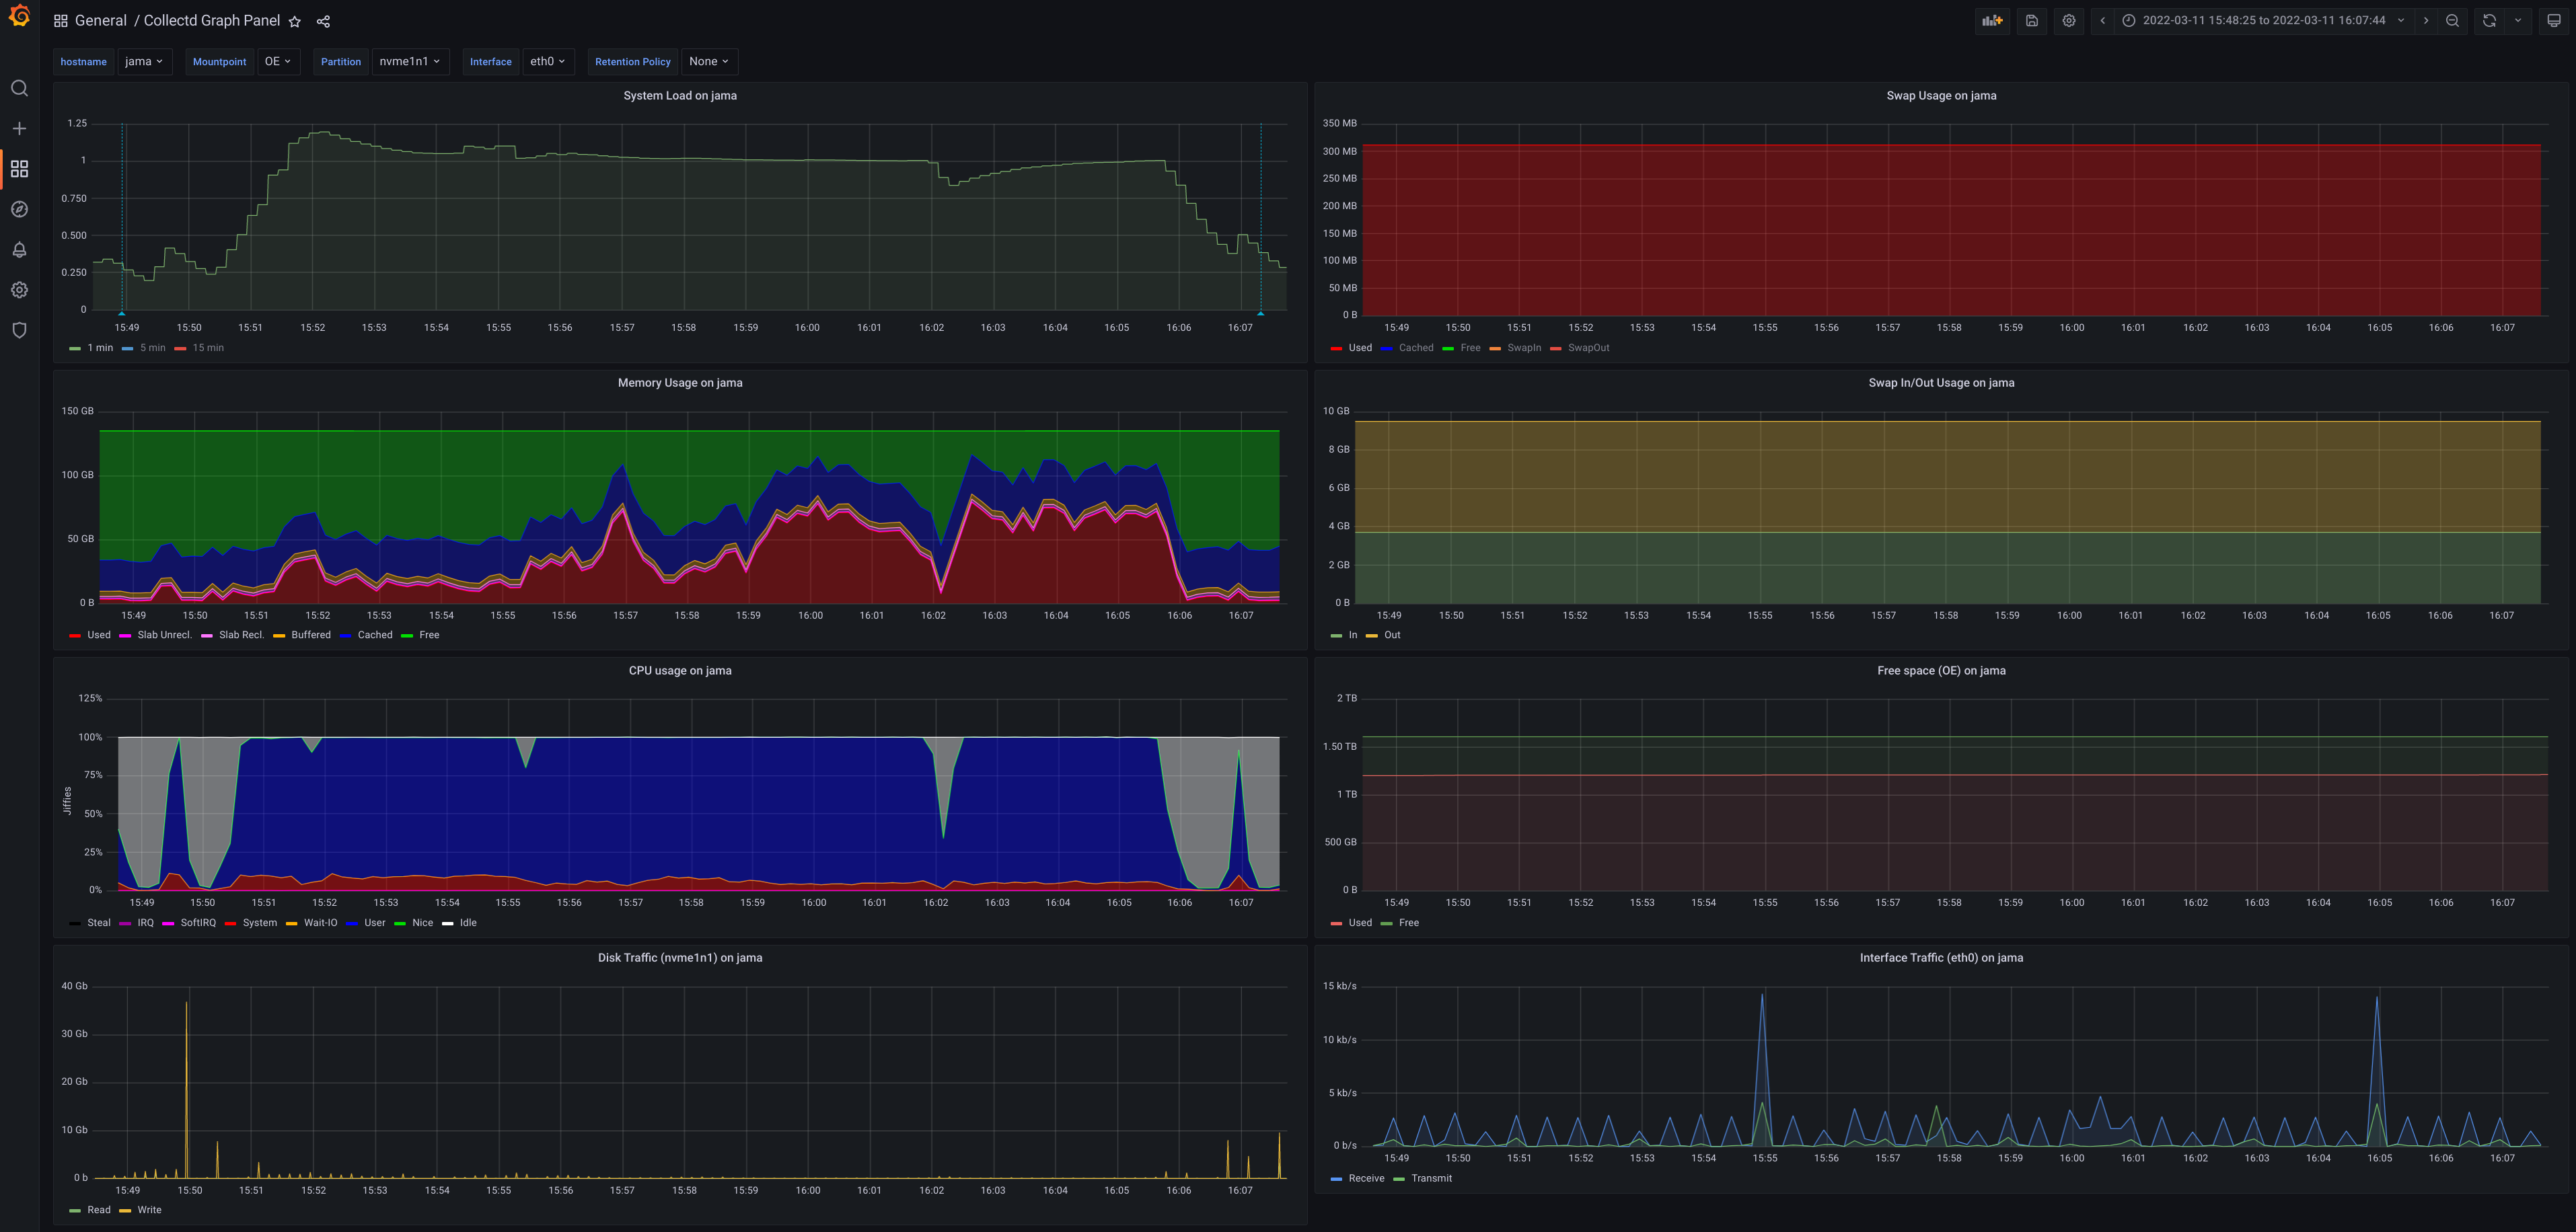 General / Collectd Graph Panel
2022-03-11 15:48:25 to 2022-03-11 16:07:44
hostname jama Mountpoint OE Partition nvme1n1 Interface eth0 Retention Policy None
System Load on jama
1.25
1
0.750
0.500
0.250
0
15:49 15:50 15:51 15:52 15:53 15:54 15:55 15:56 15:57 15:58 15:59 16:00 16:01 16:02 16:03 16:04 16:05 16:06 16:07
1 min 5 min 15 min
Swap Usage on jama
350 MB
300 MB
250 MB
200 MB
150 MB
100 MB
50 MB
0 B
15:49 15:50 15:51 15:52 15:53 15:54 15:55 15:56 15:57 15:58 15:59 16:00 16:01 16:02 16:03 16:04 16:05 16:06 16:07
Used Cached Free SwapIn SwapOut
Memory Usage on jama
150 GB
100 GB
50 GB
0 B
15:49 15:50 15:51 15:52 15:53 15:54 15:55 15:56 15:57 15:58 15:59 16:00 16:01 16:02 16:03 16:04 16:05 16:06 16:07
Used Slab Unrecl. Slab Recl. Buffered Cached Free
Swap In/Out Usage on jama
10 GB
8 GB
6 GB
4 GB
2 GB
0 B
15:49 15:50 15:51 15:52 15:53 15:54 15:55 15:56 15:57 15:58 15:59 16:00 16:01 16:02 16:03 16:04 16:05 16:06 16:07
In Out
CPU usage on jama
Jiffies
125%
100%
75%
50%
25%
0%
15:49 15:50 15:51 15:52 15:53 15:54 15:55 15:56 15:57 15:58 15:59 16:00 16:01 16:02 16:03 16:04 16:05 16:06 16:07
Steal IRQ SoftIRQ System Wait-IO User Nice Idle
Free space (OE) on jama
2 TB
1.50 TB
1 TB
500 GB
0 B
15:49 15:50 15:51 15:52 15:53 15:54 15:55 15:56 15:57 15:58 15:59 16:00 16:01 16:02 16:03 16:04 16:05 16:06 16:07
Used Free
Disk Traffic (nvme1n1) on jama
40 Gb
30 Gb
20 Gb
10 Gb
0 b
15:49 15:50 15:51 15:52 15:53 15:54 15:55 15:56 15:57 15:58 15:59 16:00 16:01 16:02 16:03 16:04 16:05 16:06 16:07
Read Write
Interface Traffic (eth0) on jama
15 kb/s
10 kb/s
5 kb/s
0 b/s
15:49 15:50 15:51 15:52 15:53 15:54 15:55 15:56 15:57 15:58 15:59 16:00 16:01 16:02 16:03 16:04 16:05 16:06 16:07
Receive Transmit